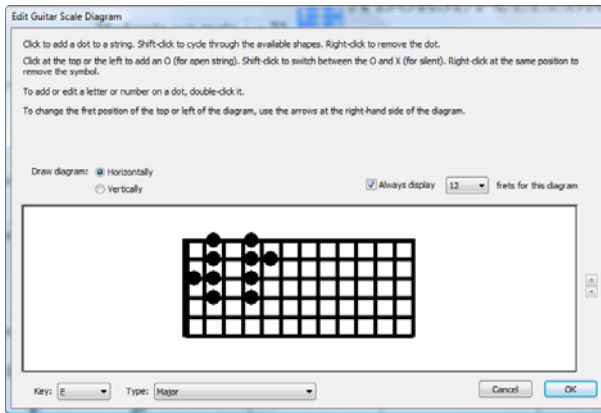 Edit Guitar Scale Diagram
Click to add a dot to a string. Shift-click to cycle through the available shapes. Right-click to remove the dot.
Click at the top or the left to add an O (for open string). Shift-click to switch between the O and X (for silent). Right-click at the same position to
remove the symbol.
To add or edit a letter or number on a dot, double-click it.
To change the fret position of the top or left of the diagram, use the arrows at the right-hand side of the diagram.
Draw diagram: Horizontally
Vertically
Always display 12 frets for this diagram
Key: E Type: Major Cancel OK